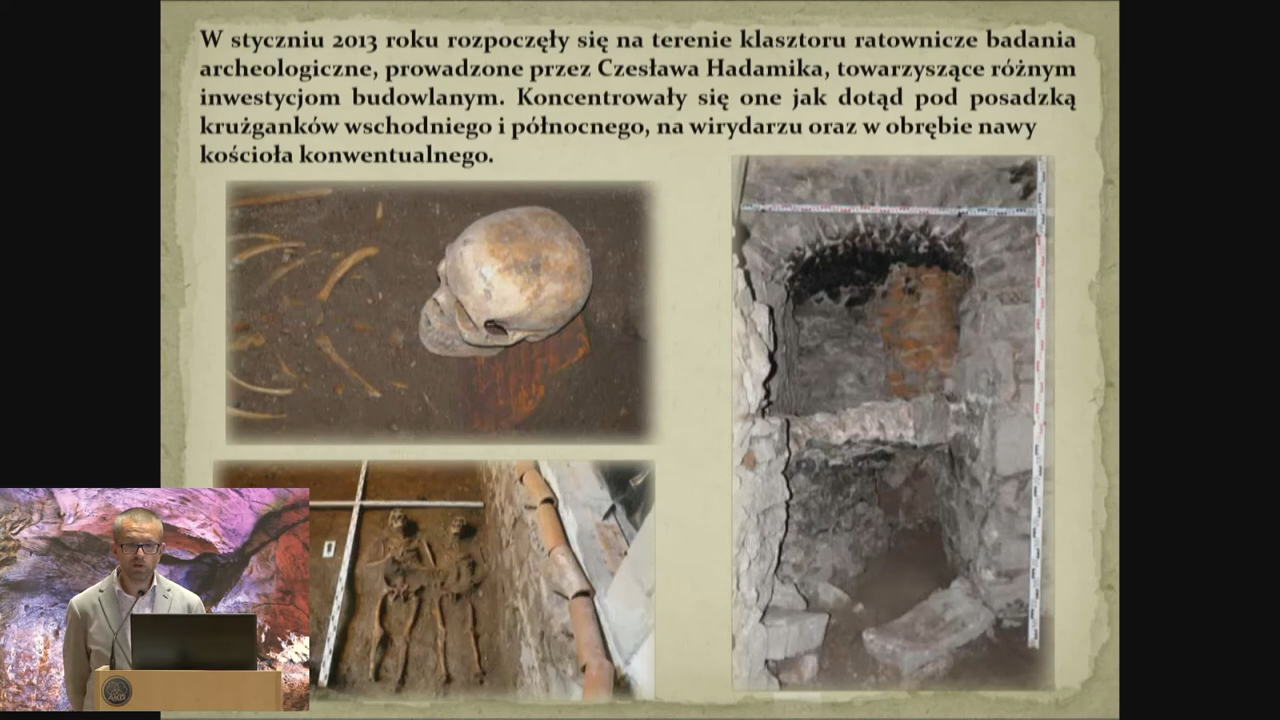 W styczniu 2013 roku rozpoczęły się na terenie klasztoru ratownicze badania
archeologiczne, prowadzone przez Czesława Hadamika, towarzyszące różnym
inwestycjom budowlanym. Koncentrowały się one jak dotąd pod posadzką
krużganków wschodniego i północnego, na wirydarzu oraz w obrębie nawy
kościoła konwentualnego.